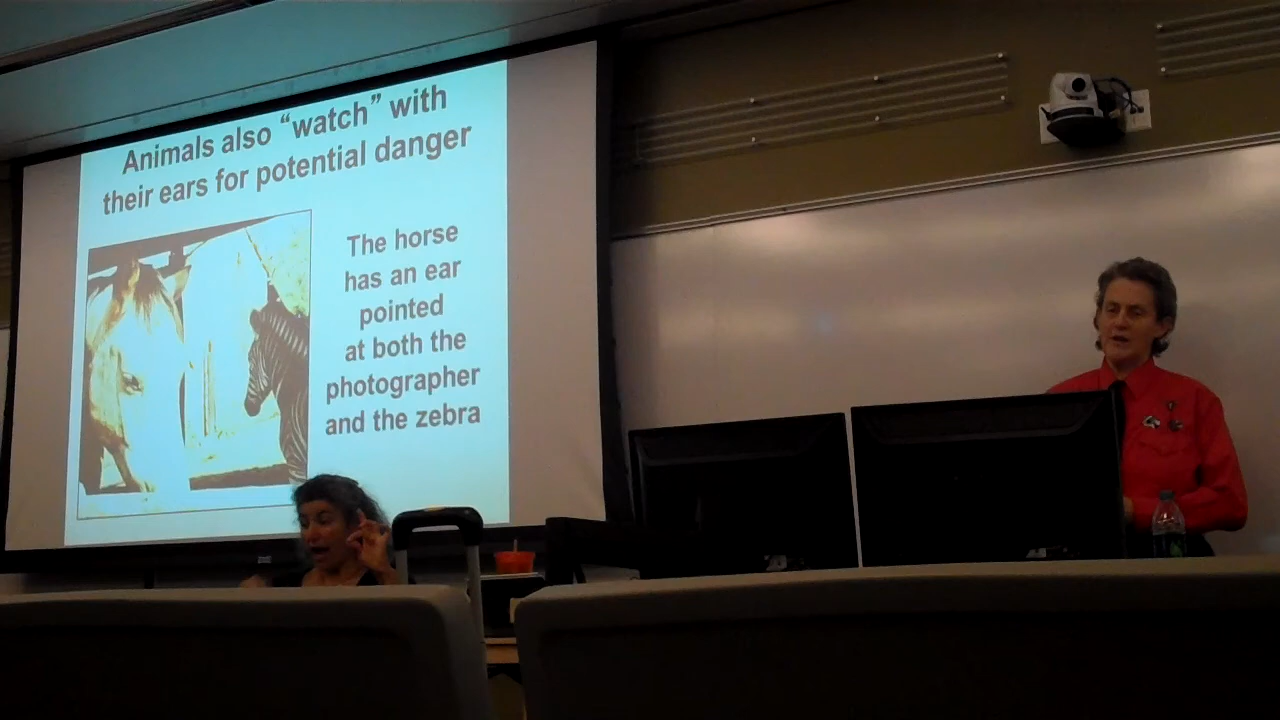 Animals also “watch” with
their ears for potential danger
The horse
has an ear
pointed
at both the
photographer
and the zebra